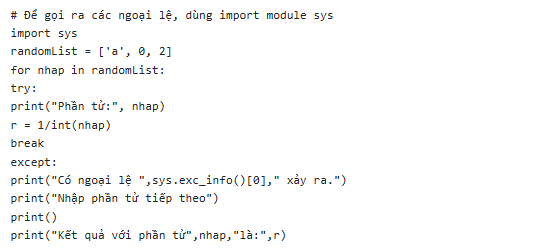 # Để gọi ra các ngoại lệ, dùng import module sys
import sys
randomList = ['a', 0, 2]
for nhap in randomList:
try:
print("Phần tử:", nhap)
r = 1/int(nhap)
break
except:
print("Có ngoại lệ ",sys.exc_info()[0]," xảy ra.")
print("Nhập phần tử tiếp theo")
print()
print("Kết quả với phần tử",nhap,"là:",r)